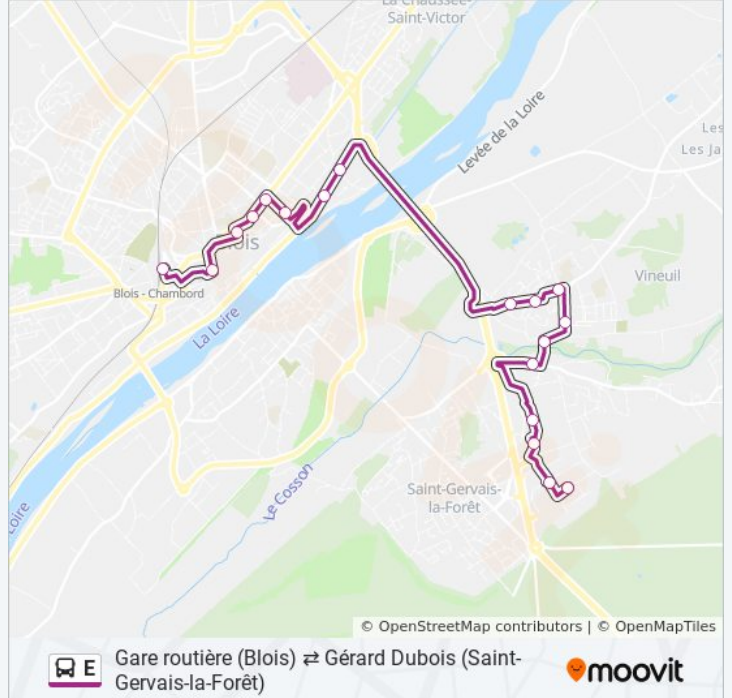 La Chaussée-
Saint-Victor
Levée de la Loire
Les
Les Ja
Blois
Vineuil
Blois - Chambord
La Loire
Le Cosson
Saint-Gervais-
la-Forêt
Loire
© OpenStreetMap contributors | © OpenMapTiles
E
Gare routière (Blois) ⇄ Gérard Dubois (Saint-
Gervais-la-Forêt)
moovit